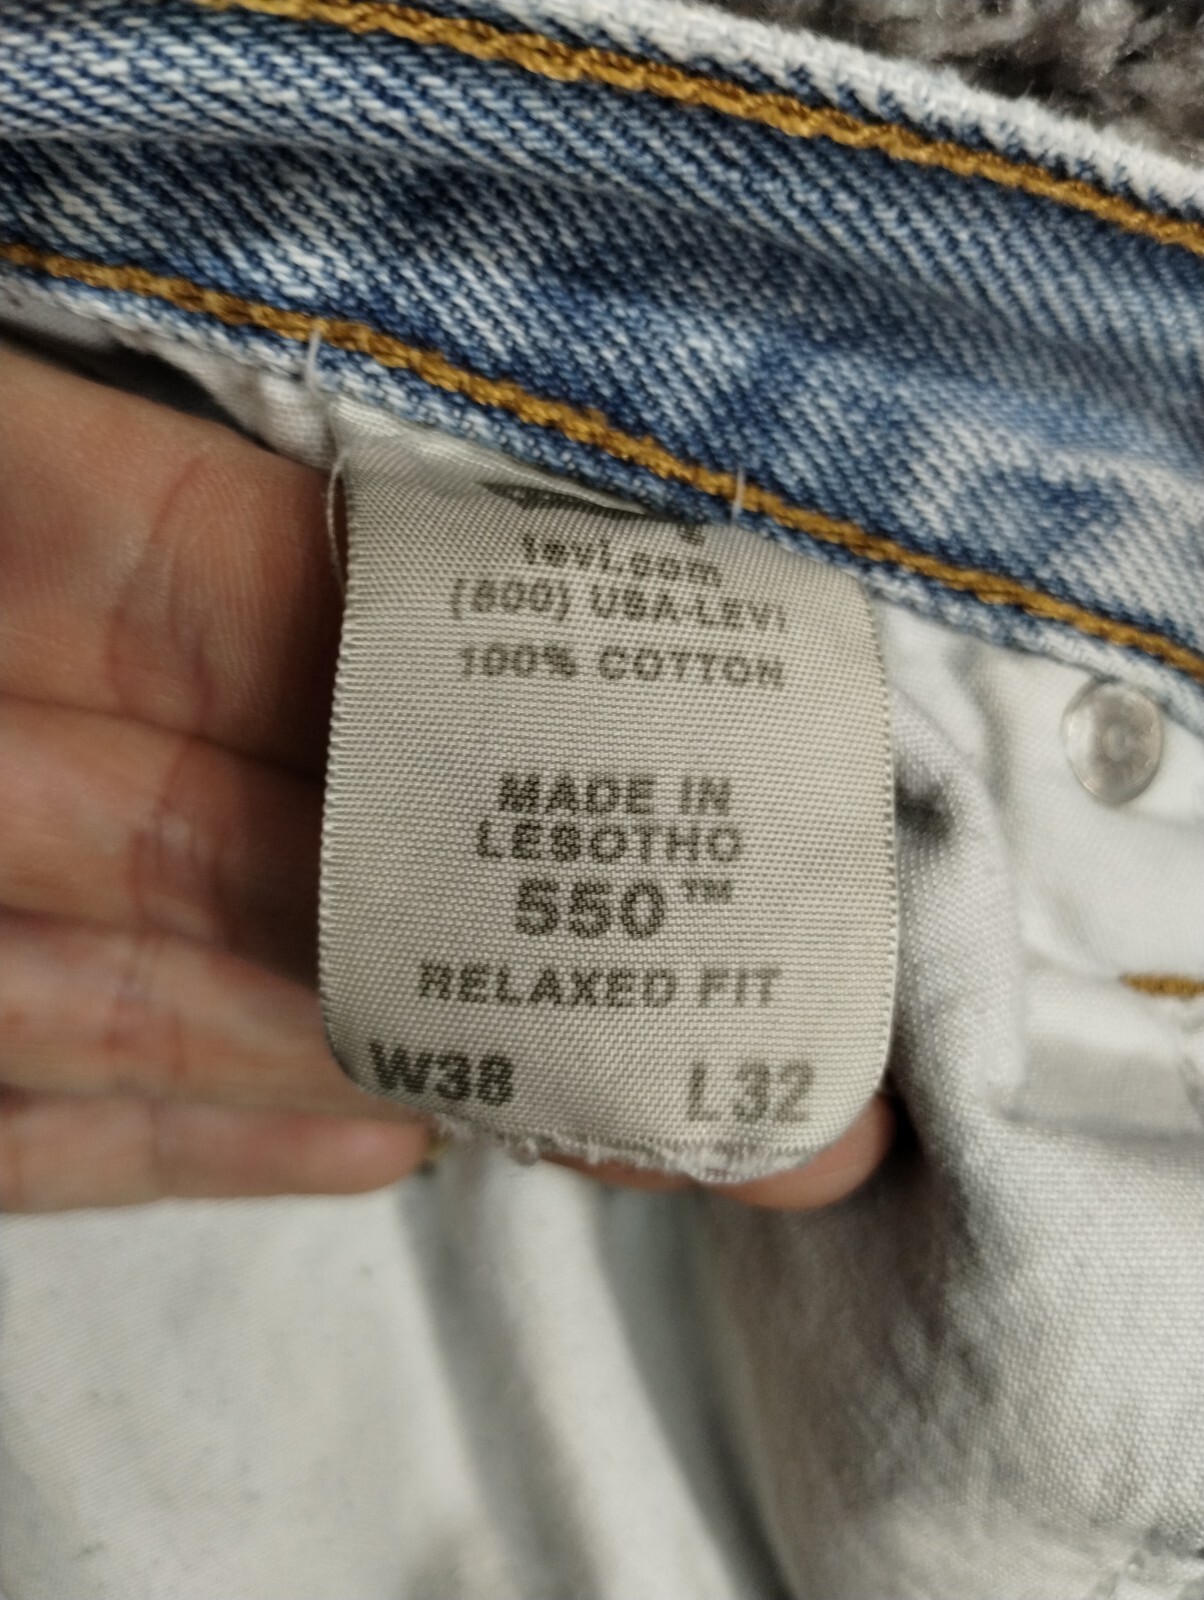 levi.com
(800) USA-LEVI
100% COTTON
MADE IN
LESOTHO
550™
RELAXED FIT
W38 L32